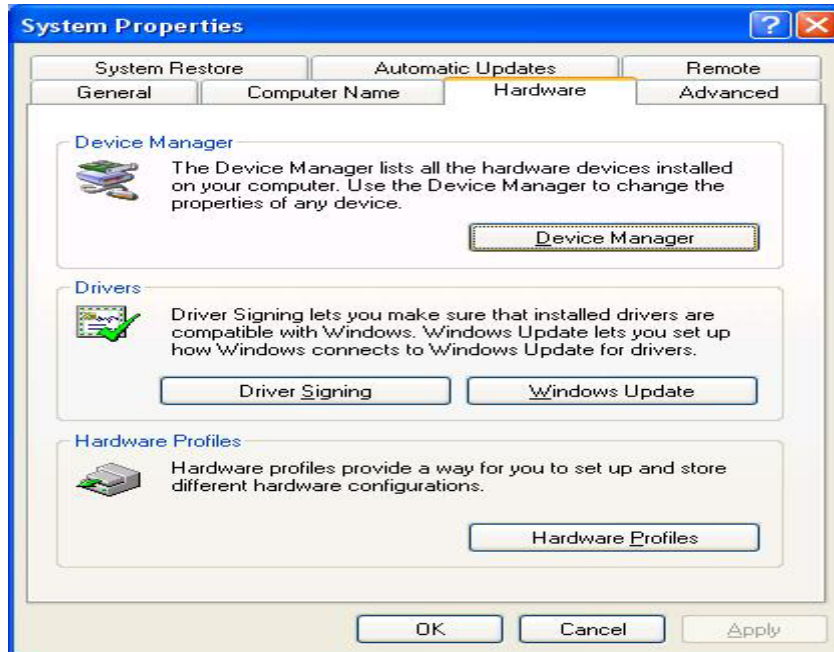 System Properties
System Restore Automatic Updates Remote
General Computer Name Hardware Advanced
Device Manager
The Device Manager lists all the hardware devices installed
on your computer. Use the Device Manager to change the
properties of any device.
Device Manager
Drivers
Driver Signing lets you make sure that installed drivers are
compatible with Windows. Windows Update lets you set up
how Windows connects to Windows Update for drivers.
Driver Signing Windows Update
Hardware Profiles
Hardware profiles provide a way for you to set up and store
different hardware configurations.
Hardware Profiles
OK Cancel Apply